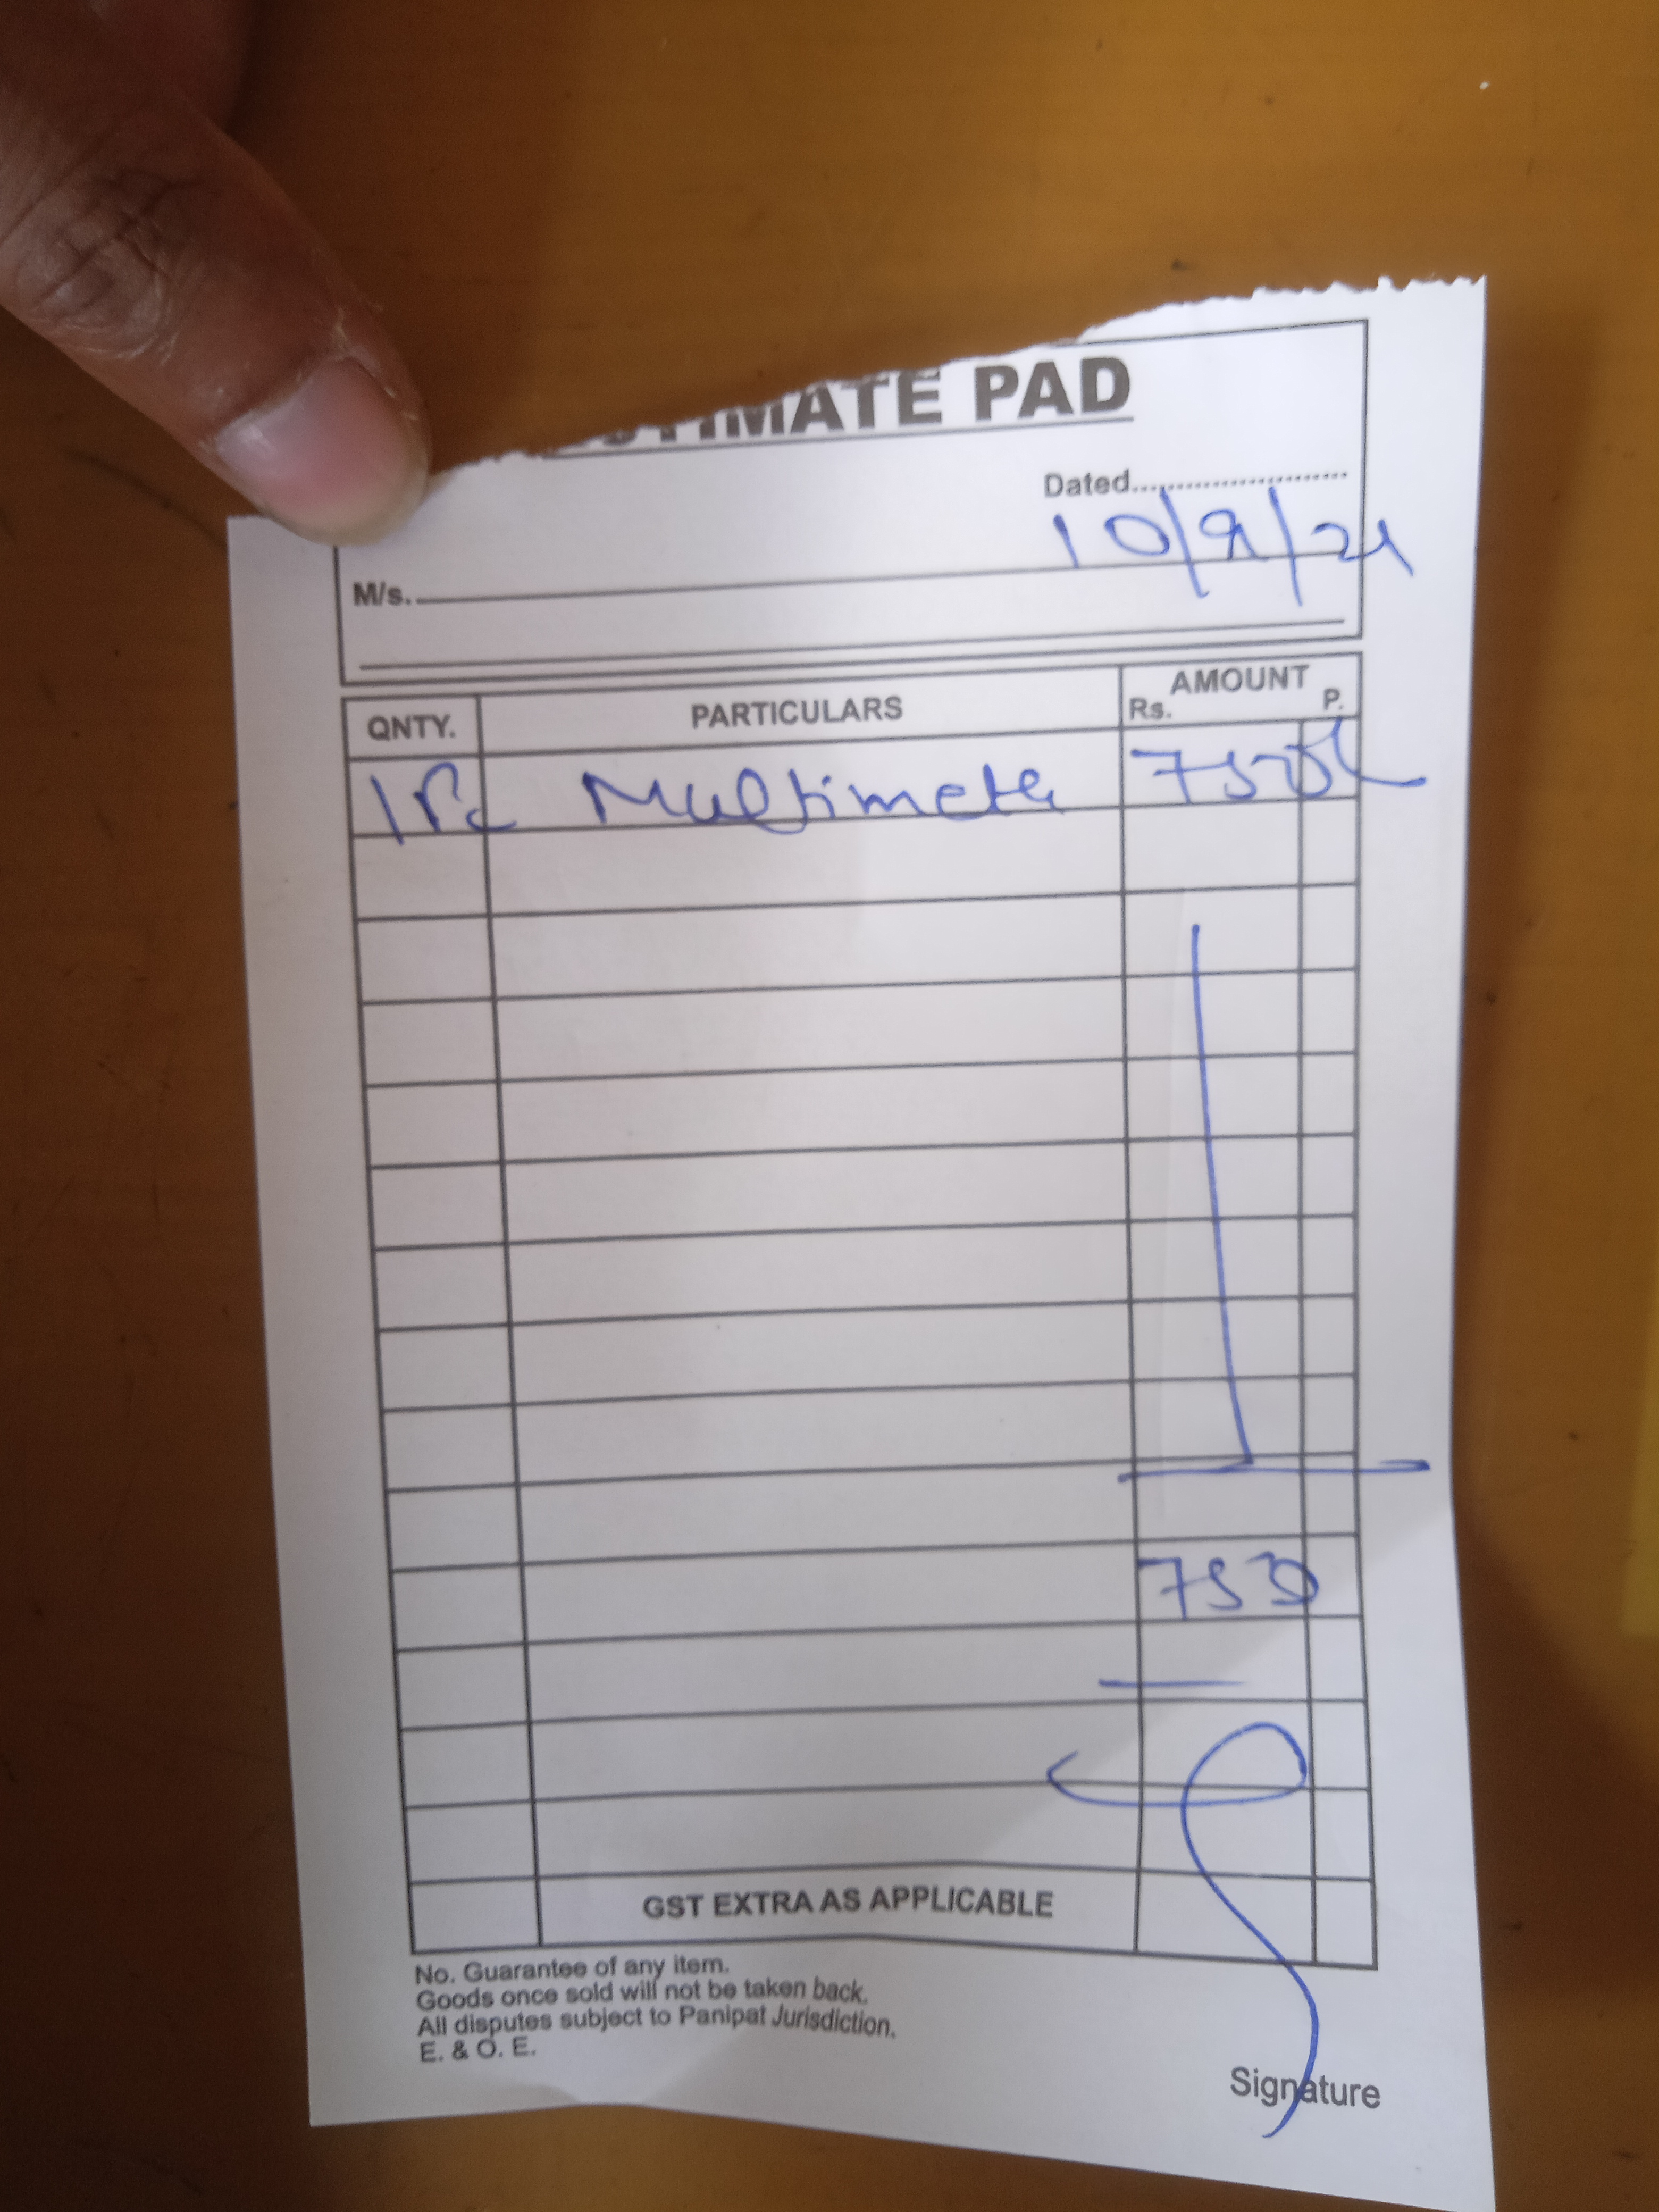 ESTIMATE PAD
Dated............................
10/9/21
M/s.
QNTY. PARTICULARS AMOUNT
Rs. P.
1Pc Multimeter 750/-
750
GST EXTRA AS APPLICABLE
No. Guarantee of any item.
Goods once sold will not be taken back.
All disputes subject to Panipat Jurisdiction.
E. & O. E.
Signature